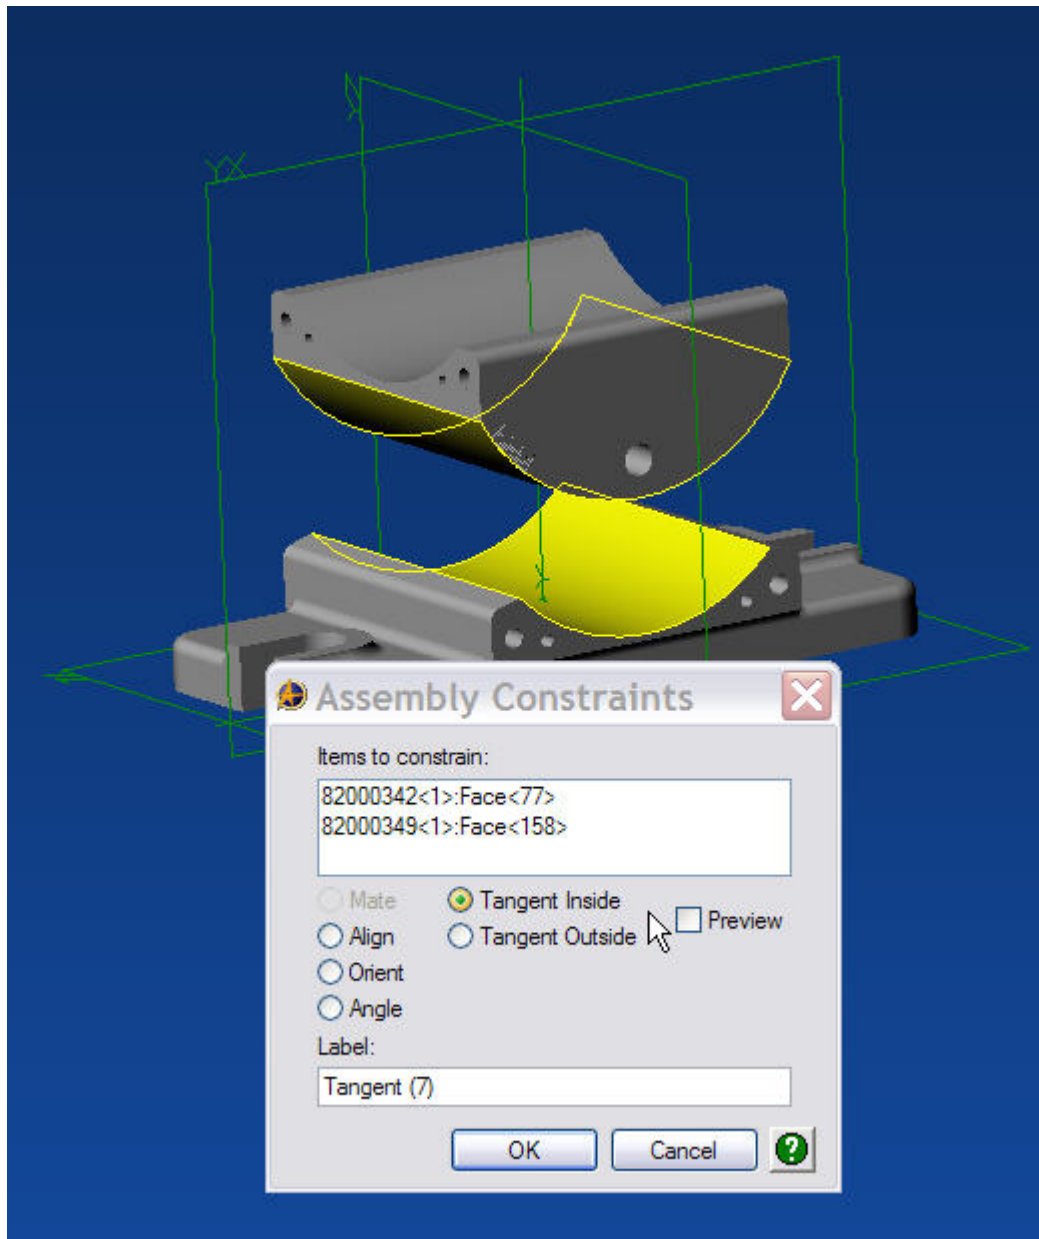 YX
Assembly Constraints
Items to constrain:
82000342<1>:Face<77>
82000349<1>:Face<158>
Mate
Tangent Inside
Preview
Align
Tangent Outside
Orient
Angle
Label:
Tangent (7)
OK
Cancel
?